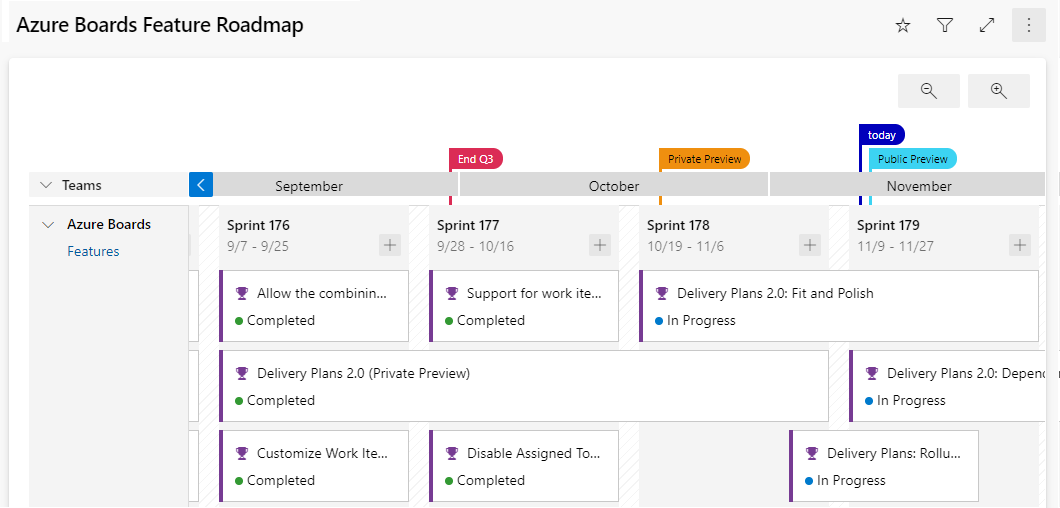 Azure Boards Feature Roadmap
today
End Q3
Private Preview
Public Preview
Teams
September
October
November
Azure Boards
Features
Sprint 176
9/7 - 9/25
Sprint 177
9/28 - 10/16
Sprint 178
10/19 - 11/6
Sprint 179
11/9 - 11/27
Allow the combinin...
Completed
Support for work ite...
Completed
Delivery Plans 2.0: Fit and Polish
In Progress
Delivery Plans 2.0 (Private Preview)
Completed
Delivery Plans 2.0: Depend
In Progress
Customize Work Ite...
Completed
Disable Assigned To...
Completed
Delivery Plans: Rollu...
In Progress